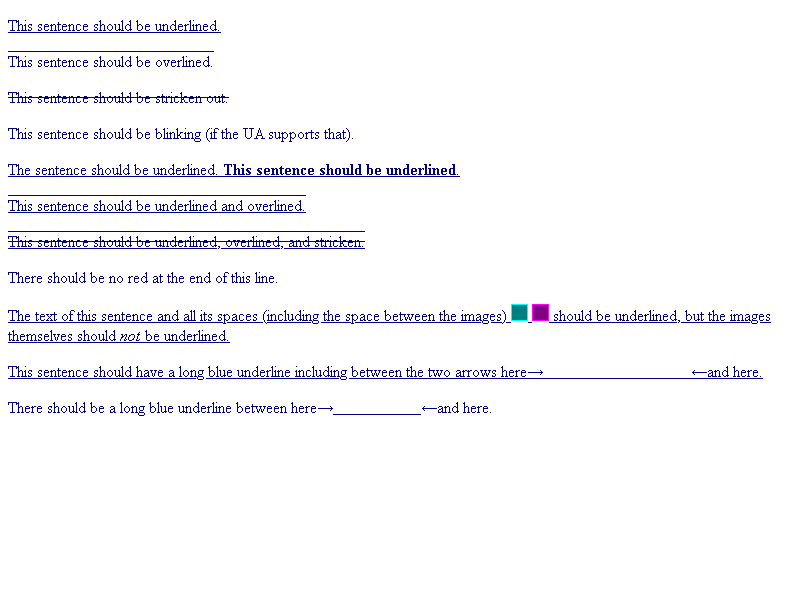 This sentence should be underlined.
This sentence should be overlined.
This sentence should be stricken out.
This sentence should be blinking (if the UA supports that).
The sentence should be underlined. This sentence should be underlined.
This sentence should be underlined and overlined.
This sentence should be underlined, overlined, and stricken.
There should be no red at the end of this line.
The text of this sentence and all its spaces (including the space between the images) should be underlined, but the images
themselves should not be underlined.
This sentence should have a long blue underline including between the two arrows here→ ←and here.
There should be a long blue underline between here→ ←and here.